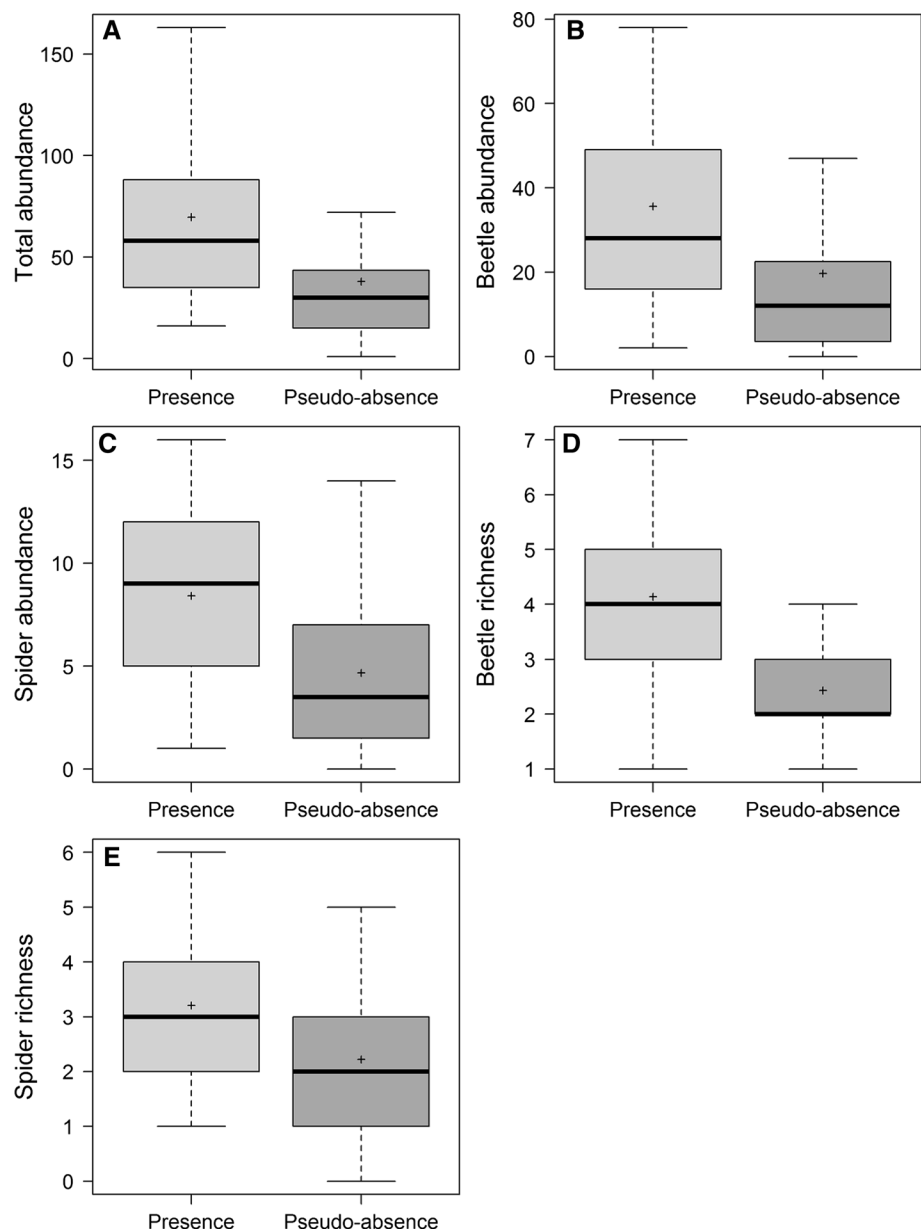 A
Total abundance
150
100
50
0
Presence Pseudo-absence
B
Beetle abundance
80
60
40
20
0
Presence Pseudo-absence
C
Spider abundance
15
10
5
0
Presence Pseudo-absence
D
Beetle richness
7
6
5
4
3
2
1
Presence Pseudo-absence
E
Spider richness
6
5
4
3
2
1
0
Presence Pseudo-absence